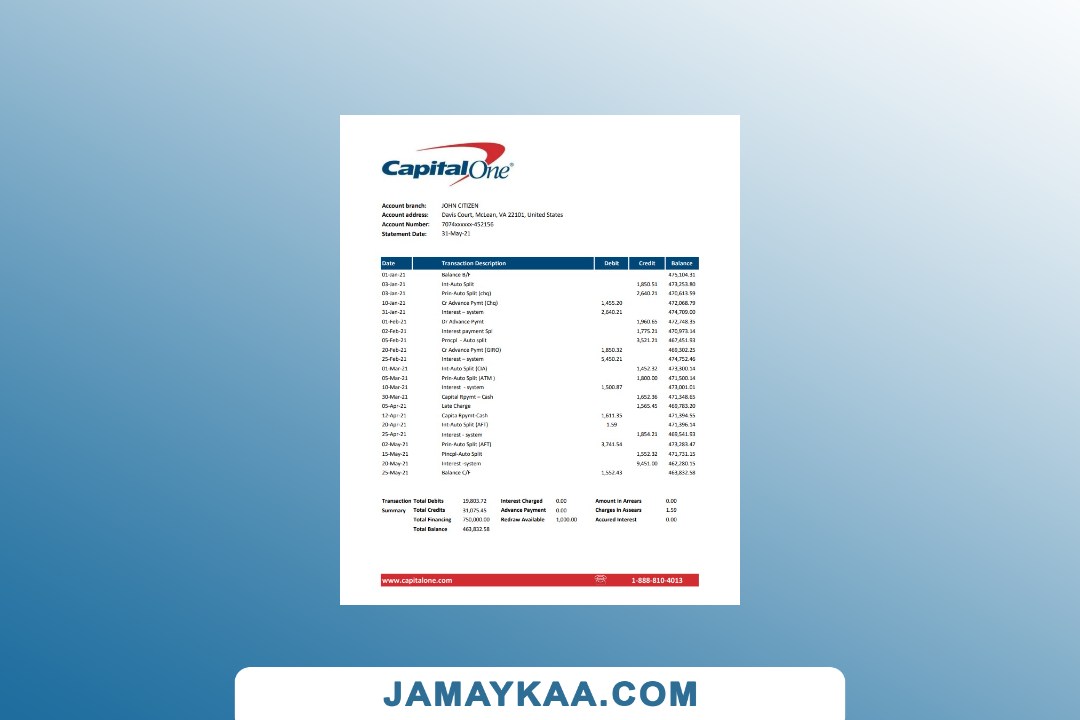 CapitalOne®
Account branch: JOHN CITIZEN
Account address: Davis Court, McLean, VA 22101, United States
Account Number: 7074xxxxxx-452156
Statement Date: 31-May-21
Date Transaction Description Debit Credit Balance
01-Jan-21 Balance B/F 475,104.31
03-Jan-21 Int-Auto Split 1,850.51 473,253.80
03-Jan-21 Prin-Auto Split (chq) 2,640.21 470,613.59
10-Jan-21 Cr Advance Pymt (Chq) 1,455.20 472,068.79
31-Jan-21 Interest – system 2,640.21 474,709.00
01-Feb-21 Dr Advance Pymt 1,960.65 472,748.35
02-Feb-21 Interest payment Spl 1,775.21 470,973.14
05-Feb-21 Prncpl - Auto split 3,521.21 467,451.93
20-Feb-21 Cr Advance Pymt (GIRO) 1,850.32 469,302.25
25-Feb-21 Interest – system 5,450.21 474,752.46
01-Mar-21 Int-Auto Split (CIA) 1,452.32 473,300.14
05-Mar-21 Prin-Auto Split (ATM ) 1,800.00 471,500.14
10-Mar-21 Interest - system 1,500.87 473,001.01
30-Mar-21 Capital Rpymt – Cash 1,652.36 471,348.65
05-Apr-21 Late Charge 1,565.45 469,783.20
12-Apr-21 Capita Rpymt-Cash 1,611.35 471,394.55
20-Apr-21 Int-Auto Split (AFT) 1.59 471,396.14
25-Apr-21 Interest - system 1,854.21 469,541.93
02-May-21 Prin-Auto Split (AFT) 3,741.54 473,283.47
15-May-21 Pincpl-Auto Split 1,552.32 471,731.15
20-May-21 Interest -system 9,451.00 462,280.15
25-May-21 Balance C/F 1,552.43 463,832.58
Transaction Total Debits 19,803.72 Interest Charged 0.00 Amount in Arrears 0.00
Summary Total Credits 31,075.45 Advance Payment 0.00 Charges in Assears 1.59
Total Financing 750,000.00 Redraw Available 1,000.00 Accured Interest 0.00
Total Balance 463,832.58
www.capitalone.com 1-888-810-4013
JAMAYKAA.COM